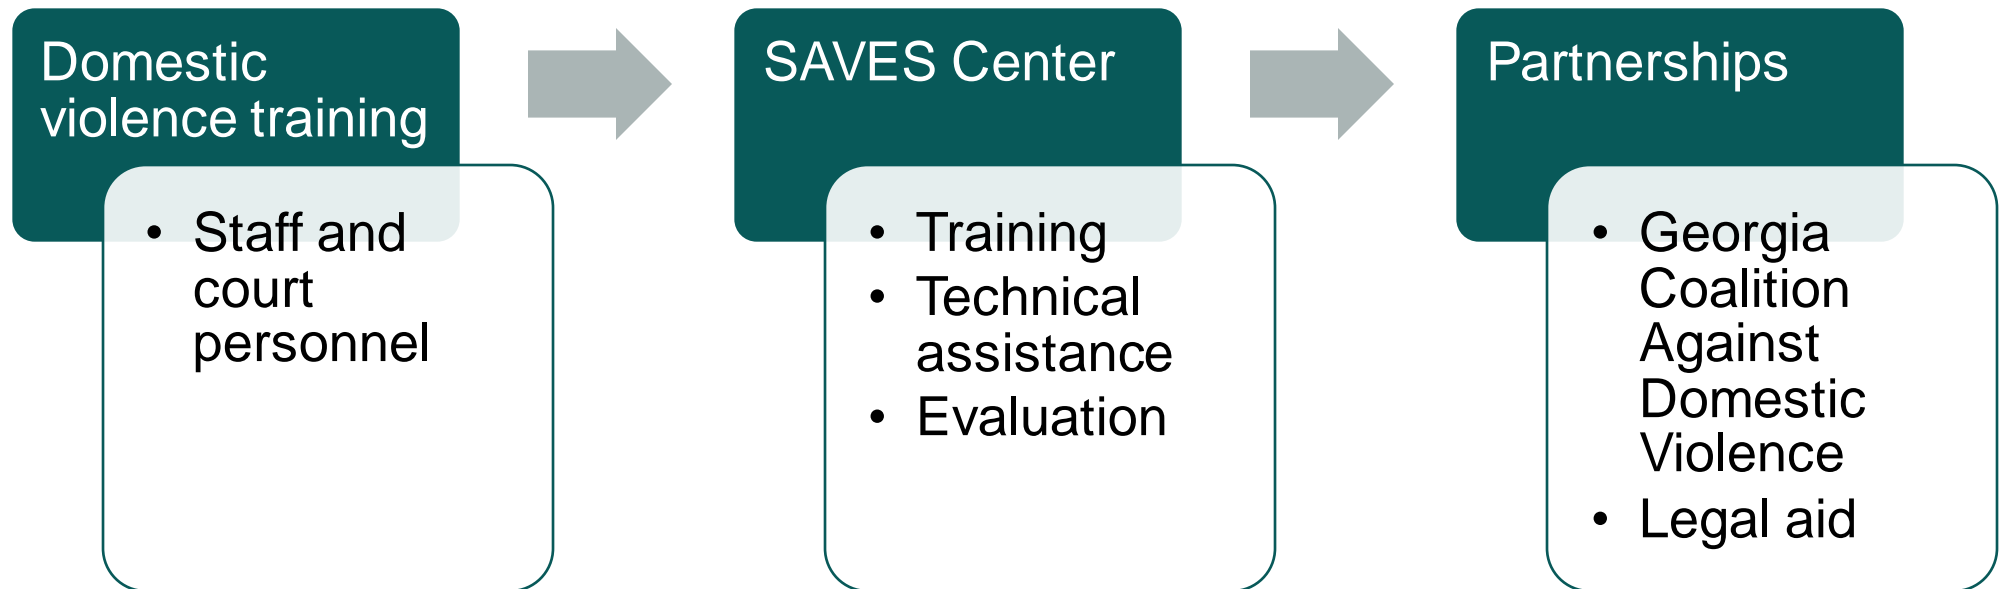 Domestic
violence training
• Staff and
court
personnel
SAVES Center
• Training
• Technical
assistance
• Evaluation
Partnerships
• Georgia
Coalition
Against
Domestic
Violence
• Legal aid